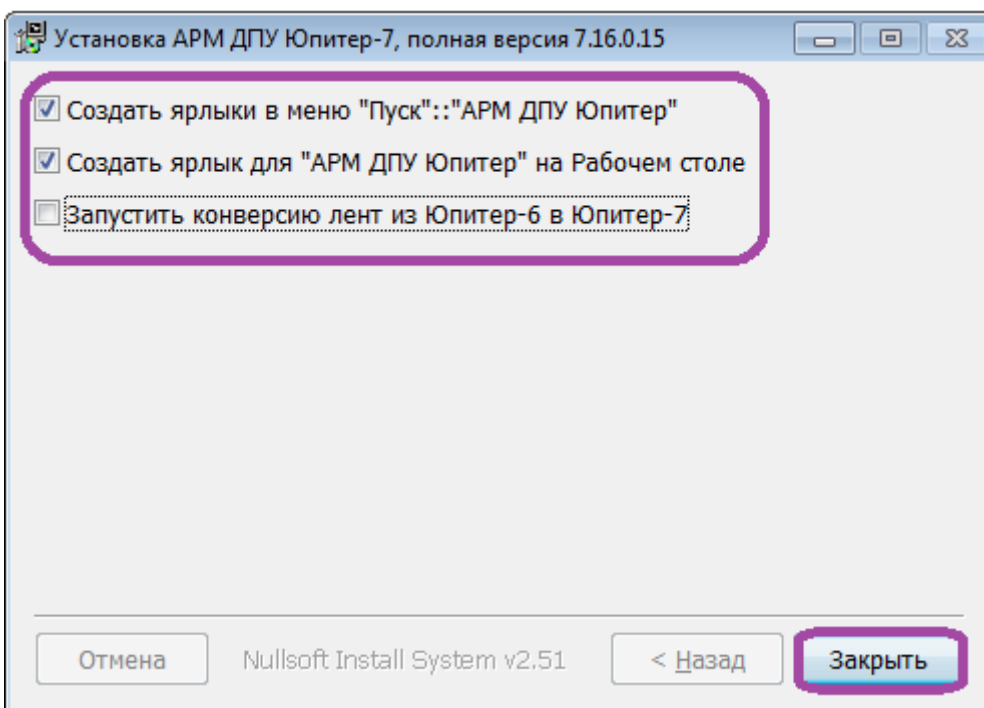 Установка АРМ ДПУ Юпитер-7, полная версия 7.16.0.15
Создать ярлыки в меню "Пуск"::"АРМ ДПУ Юпитер"
Создать ярлык для "АРМ ДПУ Юпитер" на Рабочем столе
Запустить конверсию лент из Юпитер-6 в Юпитер-7
Отмена Nullsoft Install System v2.51 < Назад Закрыть